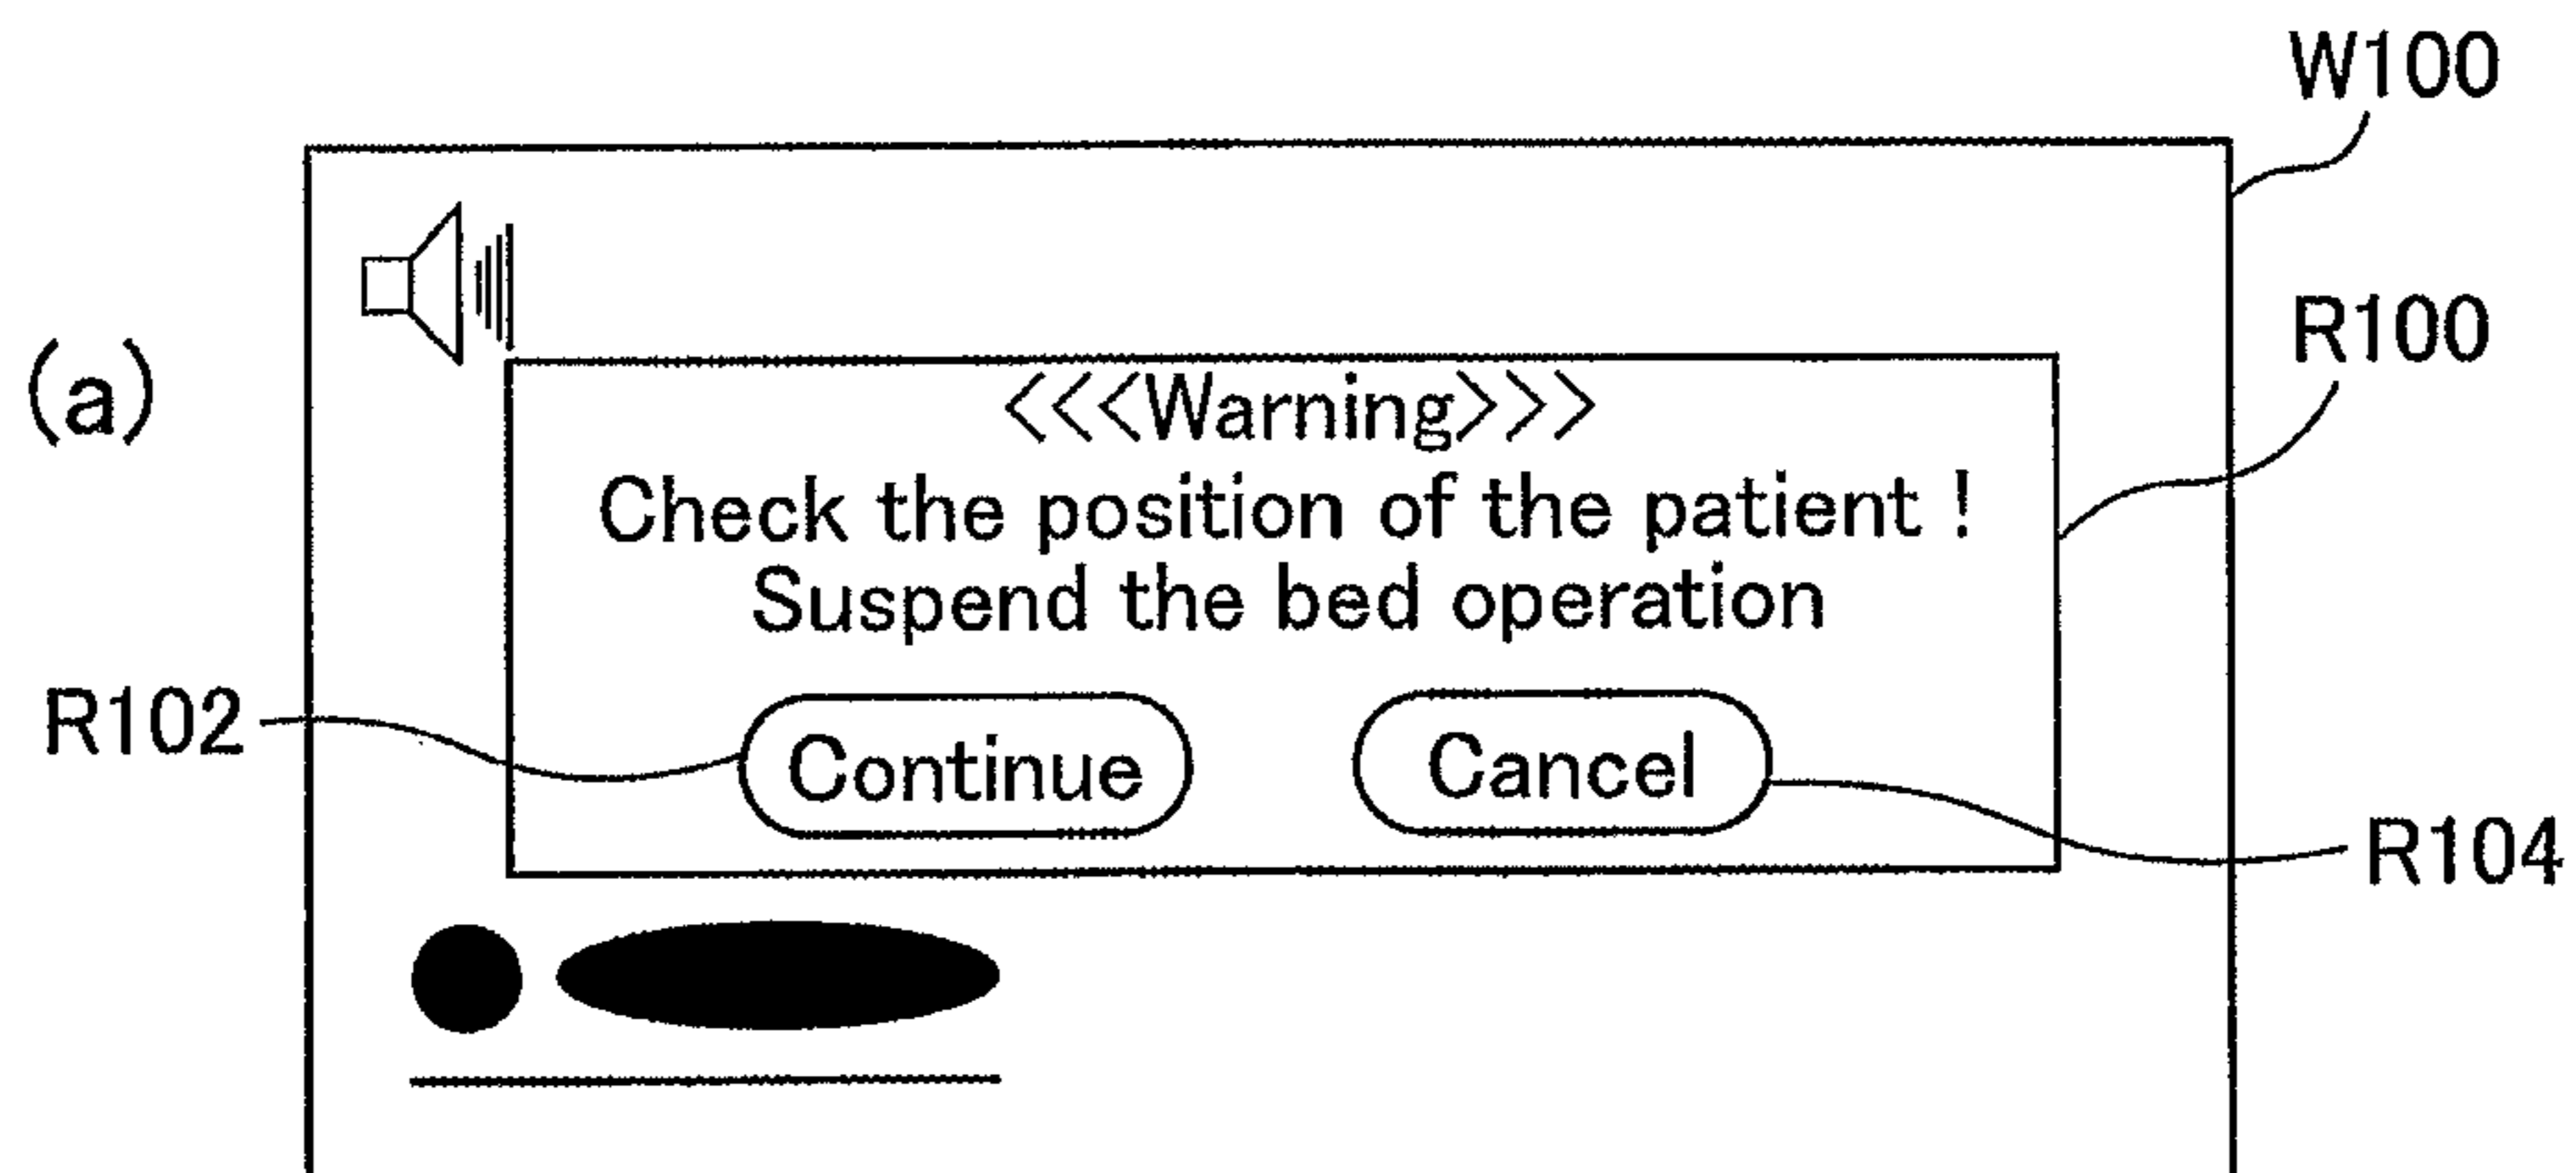 W100
R100
(a)
<<<Warning>>>
Check the position of the patient !
Suspend the bed operation
R102
Continue
Cancel
R104